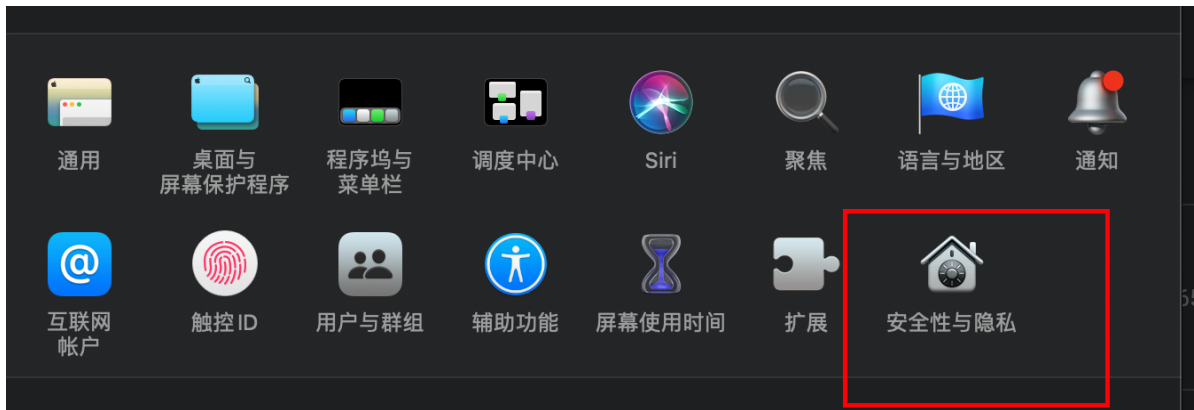 通用
桌面与
屏幕保护程序
程序坞与
菜单栏
调度中心
Siri
聚焦
语言与地区
通知
互联网
帐户
触控 ID
用户与群组
辅助功能
屏幕使用时间
扩展
安全性与隐私